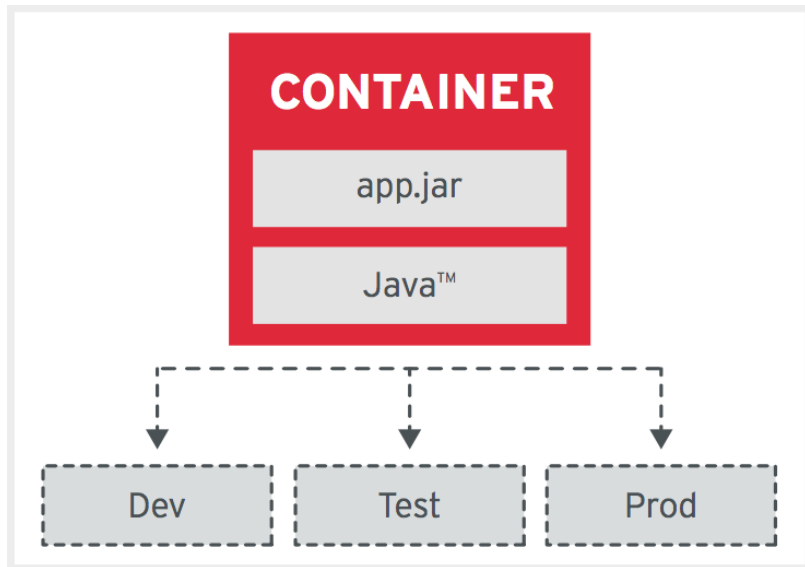 CONTAINER
app.jar
Java™
Dev
Test
Prod